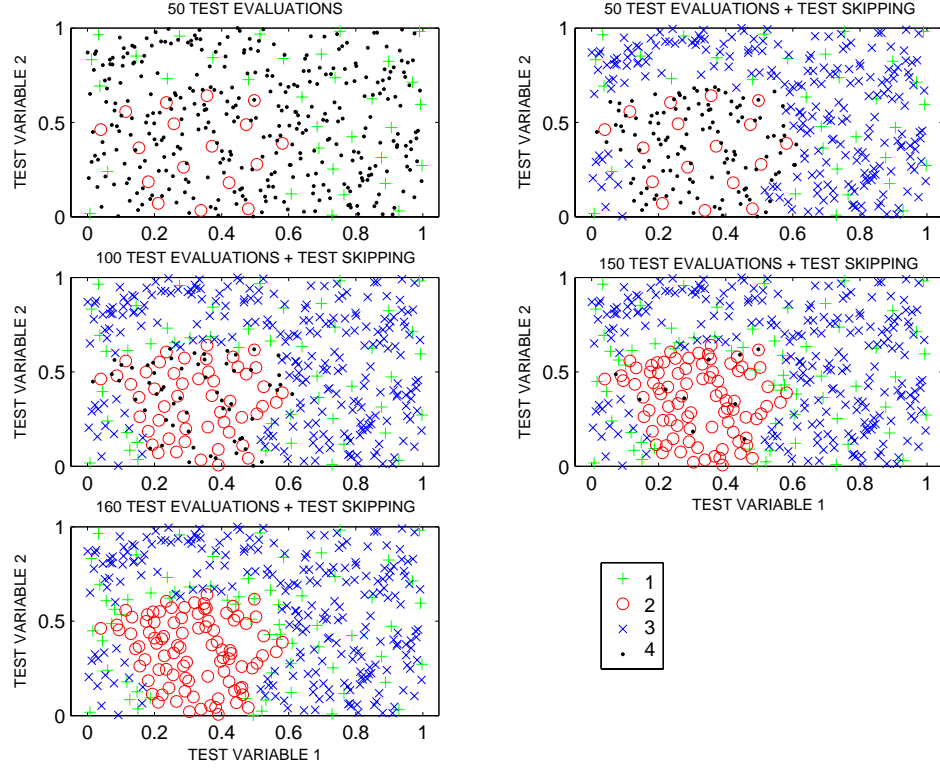 50 TEST EVALUATIONS
1
0.5
0
TEST VARIABLE 2
0 0.2 0.4 0.6 0.8 1
50 TEST EVALUATIONS + TEST SKIPPING
1
0.5
0
TEST VARIABLE 2
0 0.2 0.4 0.6 0.8 1
100 TEST EVALUATIONS + TEST SKIPPING
1
0.5
0
TEST VARIABLE 2
0 0.2 0.4 0.6 0.8 1
150 TEST EVALUATIONS + TEST SKIPPING
1
0.5
0
TEST VARIABLE 2
0 0.2 0.4 0.6 0.8 1
TEST VARIABLE 1
160 TEST EVALUATIONS + TEST SKIPPING
1
0.5
0
TEST VARIABLE 2
0 0.2 0.4 0.6 0.8 1
TEST VARIABLE 1
1
2
3
4